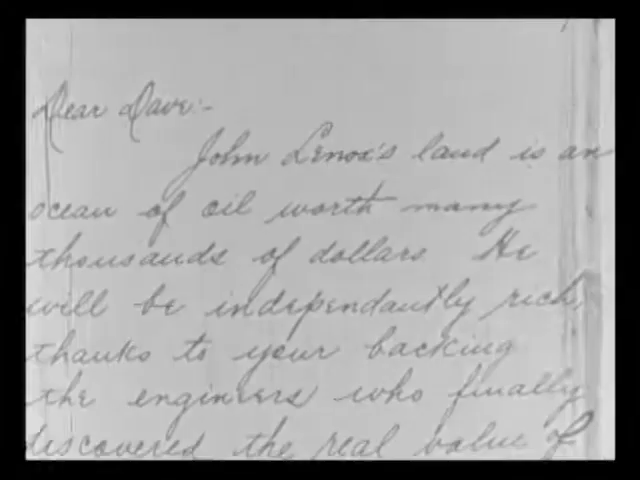 Dear Dave:-
John Lenox's land is an
ocean of oil worth many
thousands of dollars. He
will be independantly rich,
thanks to your backing
the engineers who finally
discovered the real value of